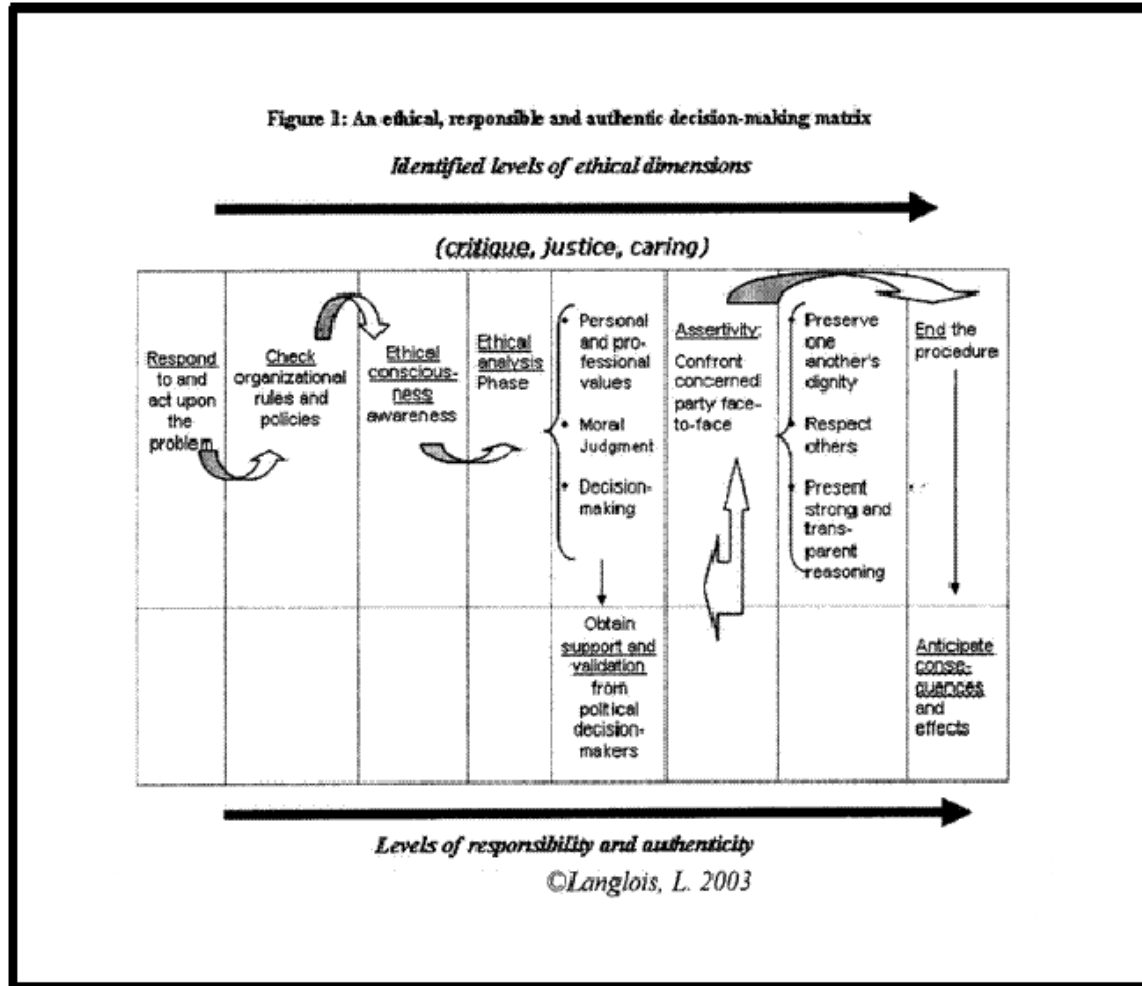 Figure 1: An ethical, responsible and authentic decision-making matrix
Identified levels of ethical dimensions
(critique, justice, caring)
Respond
to and
act upon
the
problem
Check
organizational
rules and
policies
Ethical
conscious-
ness
awareness
Ethical
analysis
Phase
• Personal
and pro-
fessional
values
• Moral
Judgment
• Decision-
making
Obtain
support and
validation
from
political
decision-
makers
Assertivity:
Confront
concerned
party face-
to-face
• Preserve
one
another's
dignity
• Respect
others
• Present
strong and
trans-
parent
reasoning
End the
procedure
Anticipate
conse-
quences
and
effects
Levels of responsibility and authenticity
©Langlois, L. 2003